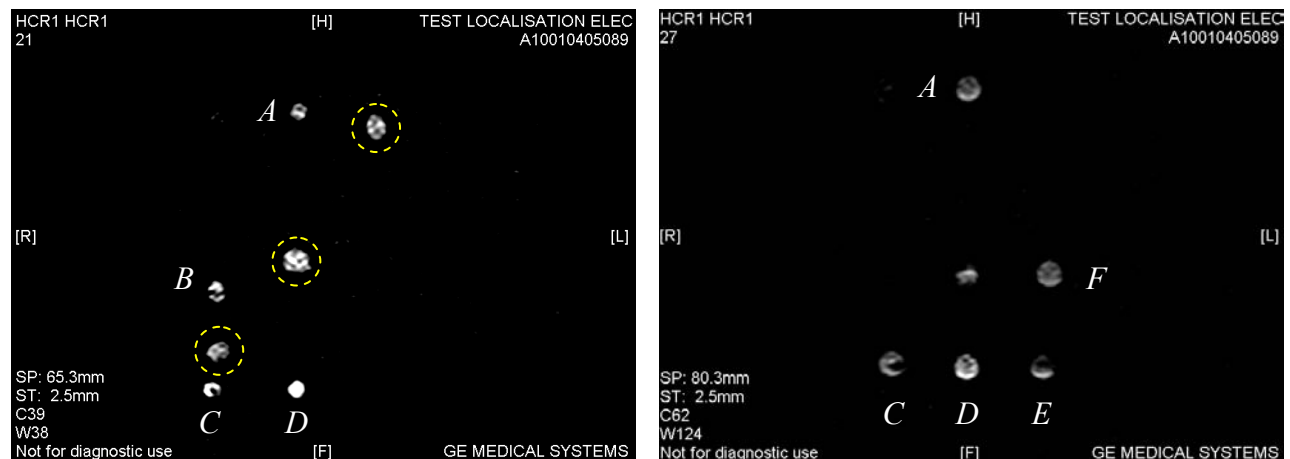 HCR1 HCR1 [H] TEST LOCALISATION ELEC
21 A10010405089
A
[R] [L]
B
SP: 65.3mm
ST: 2.5mm
C39
C D
W38
Not for diagnostic use [F] GE MEDICAL SYSTEMS
HCR1 HCR1 [H] TEST LOCALISATION ELEC
27 A10010405089
A
[R] [L]
F
SP: 80.3mm
ST: 2.5mm
C62
C D E
W124
Not for diagnostic use [F] GE MEDICAL SYSTEMS